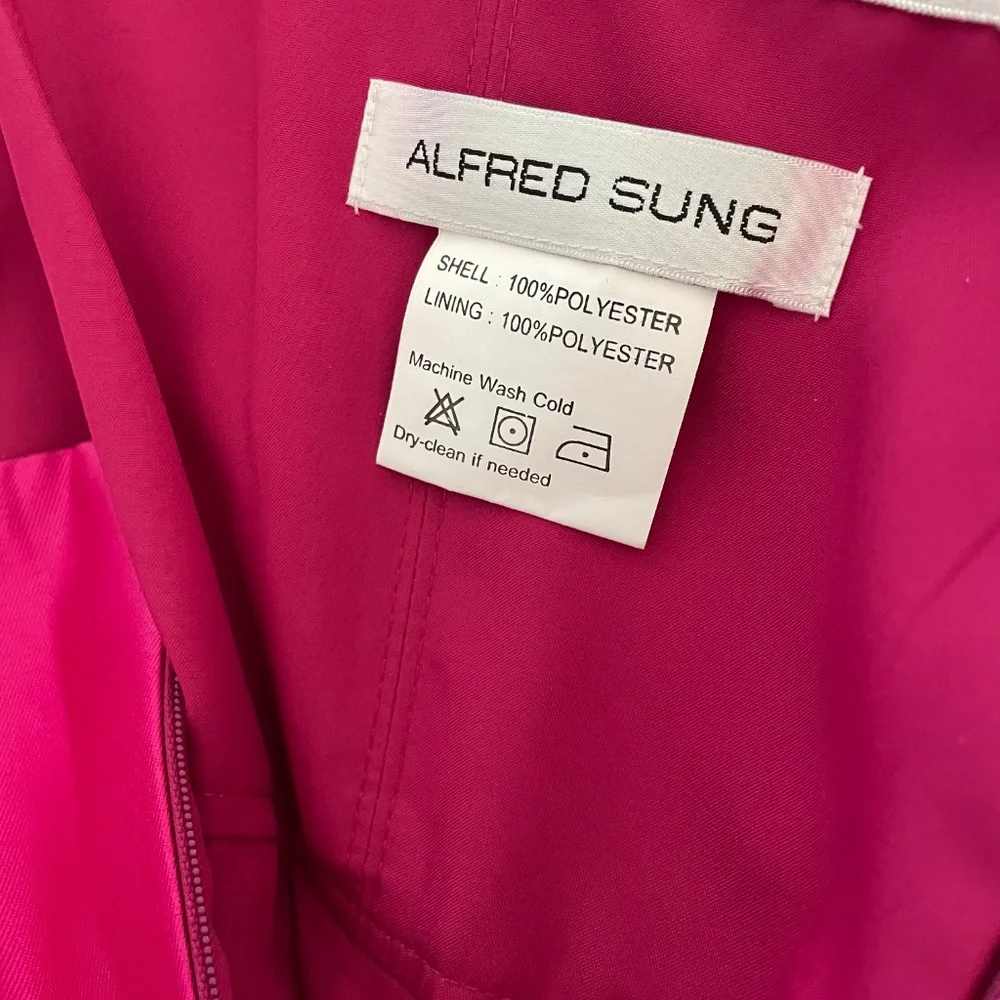 ALFRED SUNG
SHELL : 100%POLYESTER
LINING : 100%POLYESTER
Machine Wash Cold
Dry-clean if needed